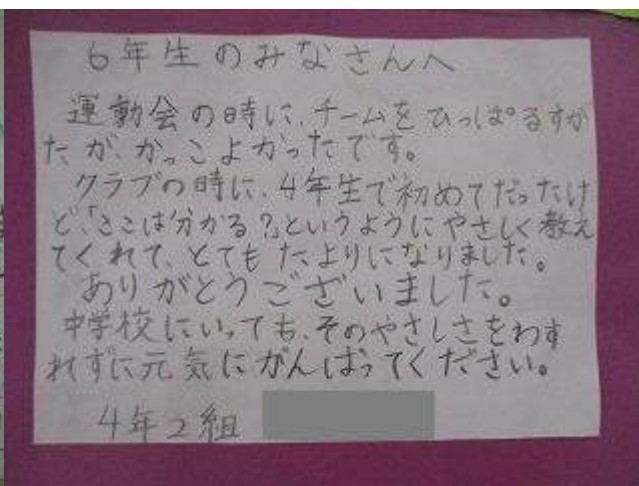 6年生のみなさんへ
運動会の時に、チームをひっぱるすが
たが、かっこよかったです。
クラブの時に、4年生で初めてだったけ
ど、「ここは分かる?」というようにやさしく教え
てくれて、とてもたよりになりました。
ありがとうございました。
中学校にいっても、そのやさしさをわす
れずに元気にがんばってください。
4年2組